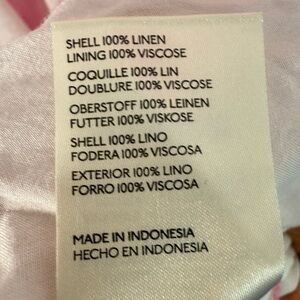 SHELL 100% LINEN
LINING 100% VISCOSE
COQUILLE 100% LIN
DOUBLURE 100% VISCOSE
OBERSTOFF 100% LEINEN
FUTTER 100% VISKOSE
SHELL 100% LINO
FODERA 100% VISCOSA
EXTERIOR 100% LINO
FORRO 100% VISCOSA
MADE IN INDONESIA
HECHO EN INDONESIA